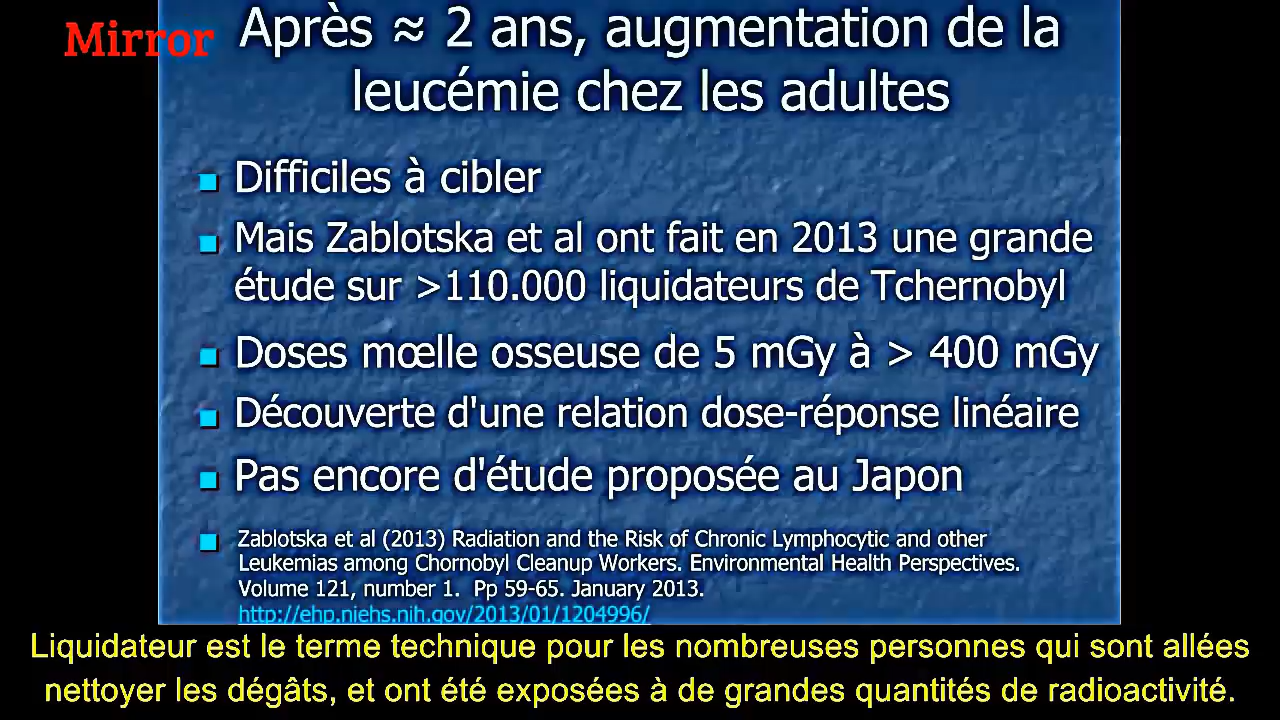 Mirror
Après ≈ 2 ans, augmentation de la
leucémie chez les adultes
Difficiles à cibler
Mais Zablotska et al ont fait en 2013 une grande
étude sur >110.000 liquidateurs de Tchernobyl
Doses mœlle osseuse de 5 mGy à > 400 mGy
Découverte d'une relation dose-réponse linéaire
Pas encore d'étude proposée au Japon
Zablotska et al (2013) Radiation and the Risk of Chronic Lymphocytic and other
Leukemias among Chornobyl Cleanup Workers. Environmental Health Perspectives.
Volume 121, number 1. Pp 59-65. January 2013.
http://ehp.niehs.nih.gov/2013/01/1204996/
Liquidateur est le terme technique pour les nombreuses personnes qui sont allées
nettoyer les dégâts, et ont été exposées à de grandes quantités de radioactivité.